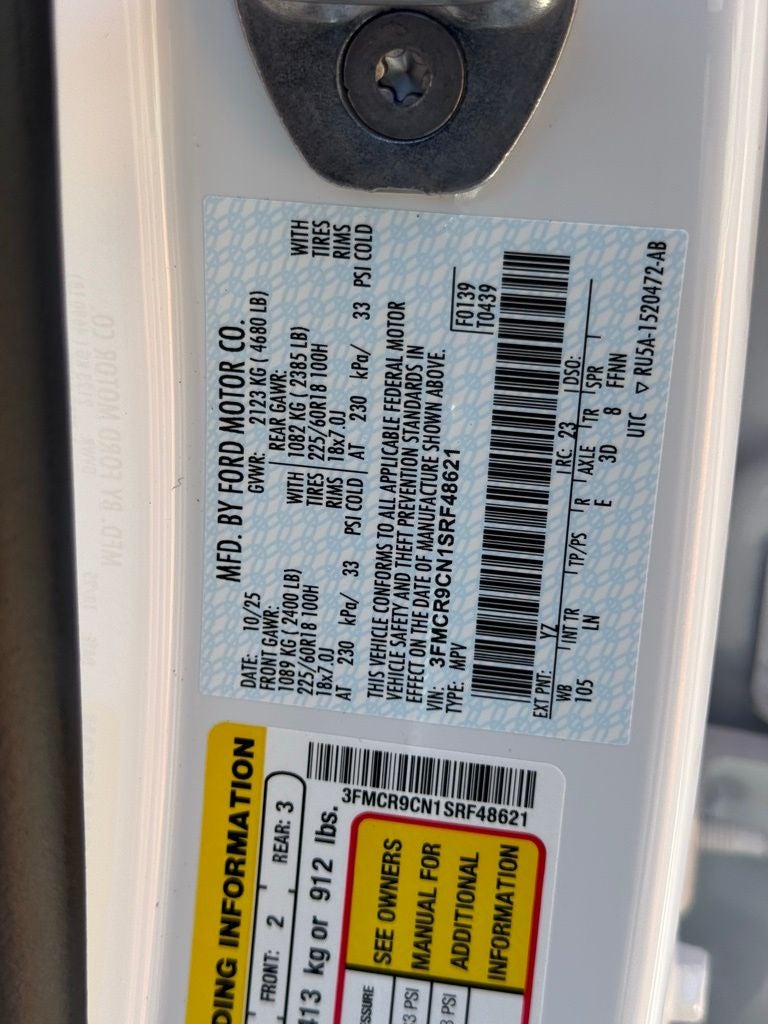 MFD. BY FORD MOTOR CO.
DATE: 10/25 GVWR: 2123 KG ( 4680 LB)
FRONT GAWR: REAR GAWR:
1089 KG ( 2400 LB) WITH 1082 KG ( 2385 LB) WITH
225/60R18 100H TIRES 225/60R18 100H TIRES
18x7.0J RIMS 18x7.0J RIMS
AT 230 kPa/ 33 PSI COLD AT 230 kPa/ 33 PSI COLD
THIS VEHICLE CONFORMS TO ALL APPLICABLE FEDERAL MOTOR
VEHICLE SAFETY AND THEFT PREVENTION STANDARDS IN
EFFECT ON THE DATE OF MANUFACTURE SHOWN ABOVE.
VIN: 3FMCR9CN1SRF48621 F0139
TYPE: MPV T0439
EXT PNT: YZ RC: 23 DSO:
WB INT TR TP/PS R AXLE TR SPR
105 LN E 3D 8 FFNN
UTC ▽ RU5A-1520472-AB
DING INFORMATION
FRONT: 2 REAR: 3
413 kg or 912 lbs.
3FMCR9CN1SRF48621
SEE OWNERS
MANUAL FOR
ADDITIONAL
INFORMATION